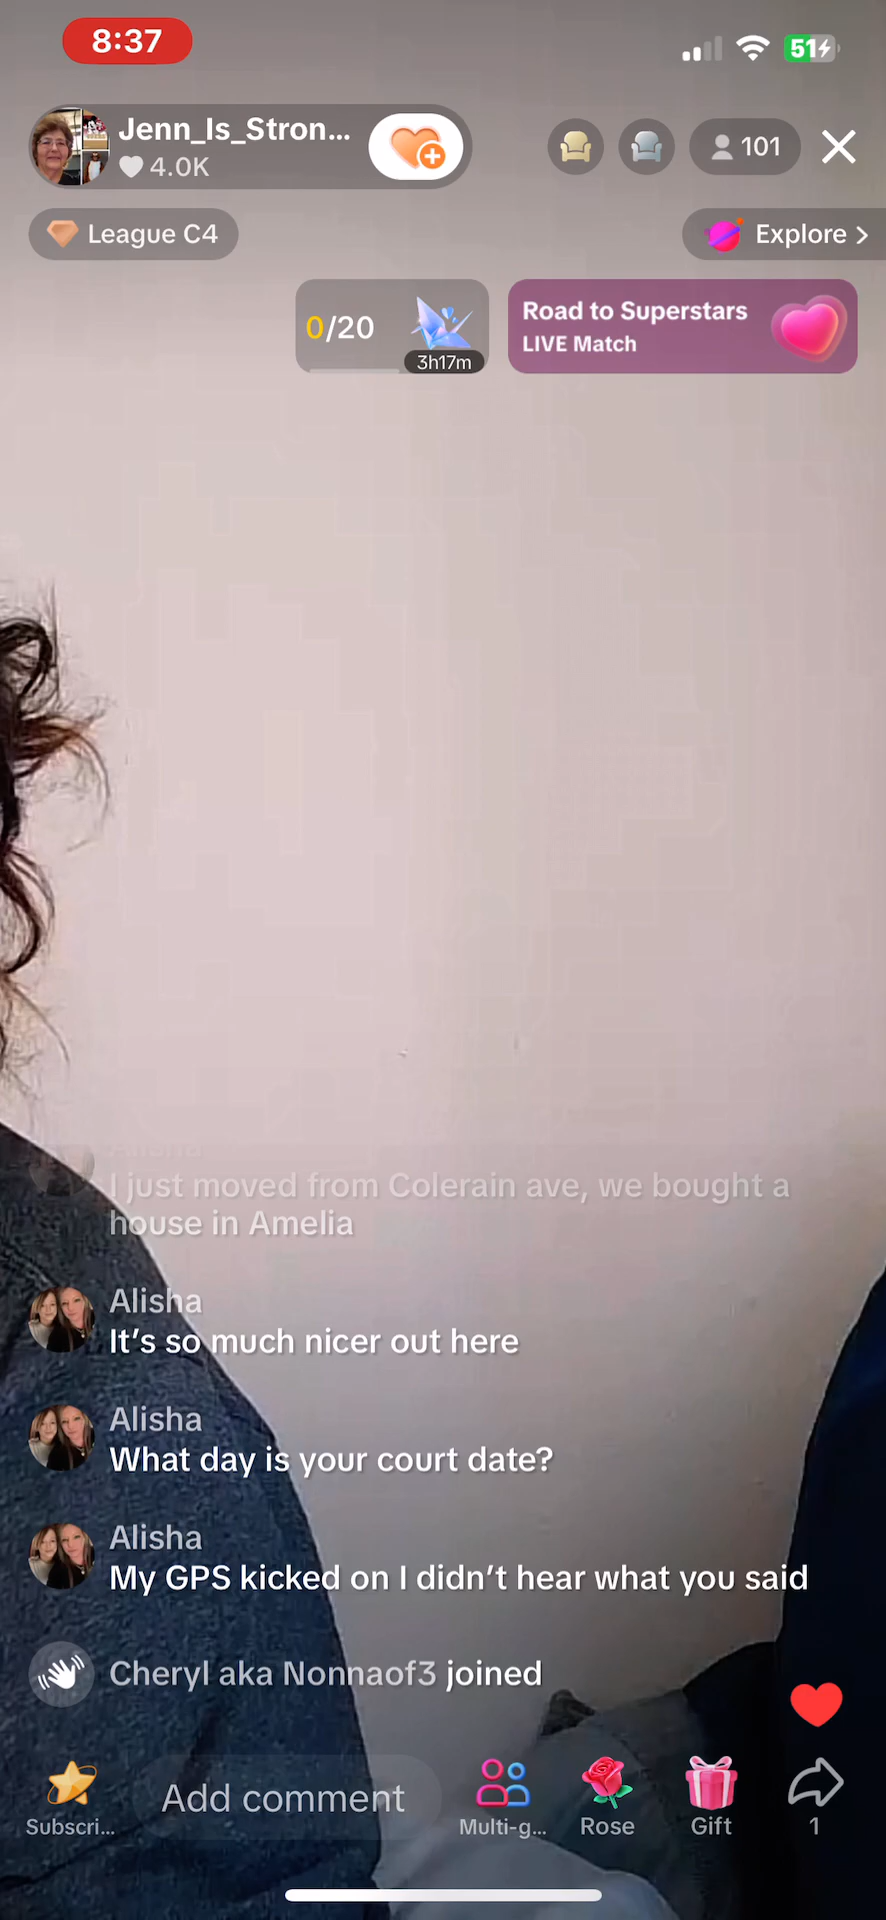 8:37
51
Jenn_Is_Stron...
4.0K
101
League C4
Explore >
0/20
3h17m
Road to Superstars
LIVE Match
Alisha
I just moved from Colerain ave, we bought a
house in Amelia
Alisha
It's so much nicer out here
Alisha
What day is your court date?
Alisha
My GPS kicked on I didn't hear what you said
Cheryl aka Nonnaof3 joined
Subscri...
Add comment
Multi-g...
Rose
Gift
1